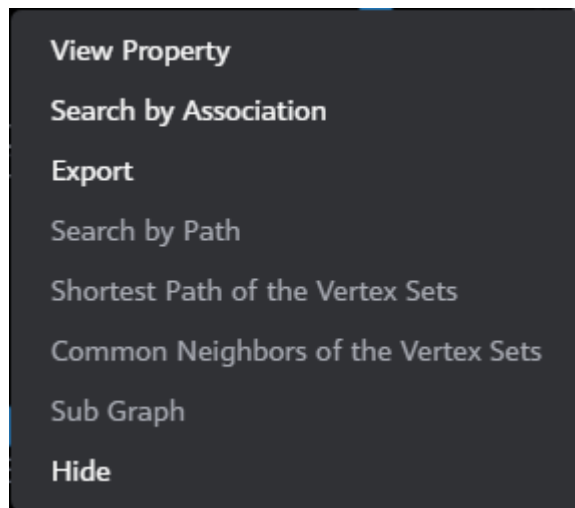 View Property
Search by Association
Export
Search by Path
Shortest Path of the Vertex Sets
Common Neighbors of the Vertex Sets
Sub Graph
Hide